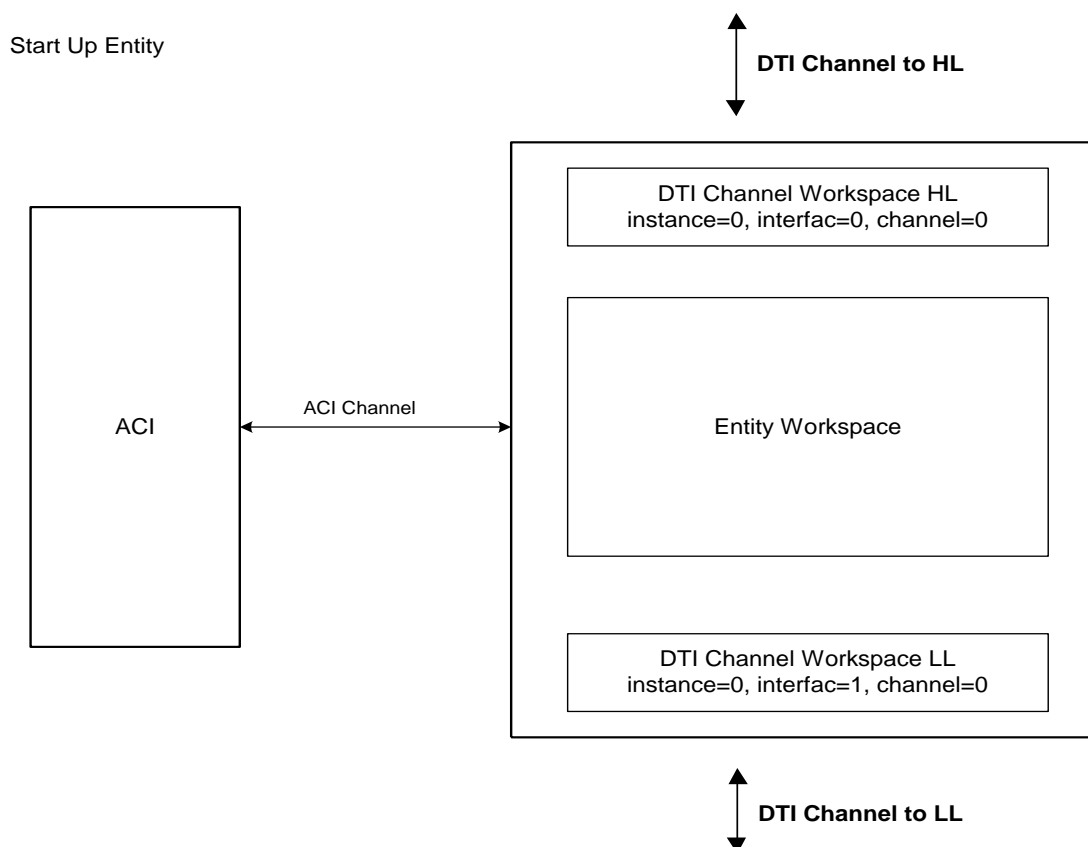 Start Up Entity
DTI Channel to HL
DTI Channel Workspace HL
instance=0, interfac=0, channel=0
ACI
ACI Channel
Entity Workspace
DTI Channel Workspace LL
instance=0, interfac=1, channel=0
DTI Channel to LL